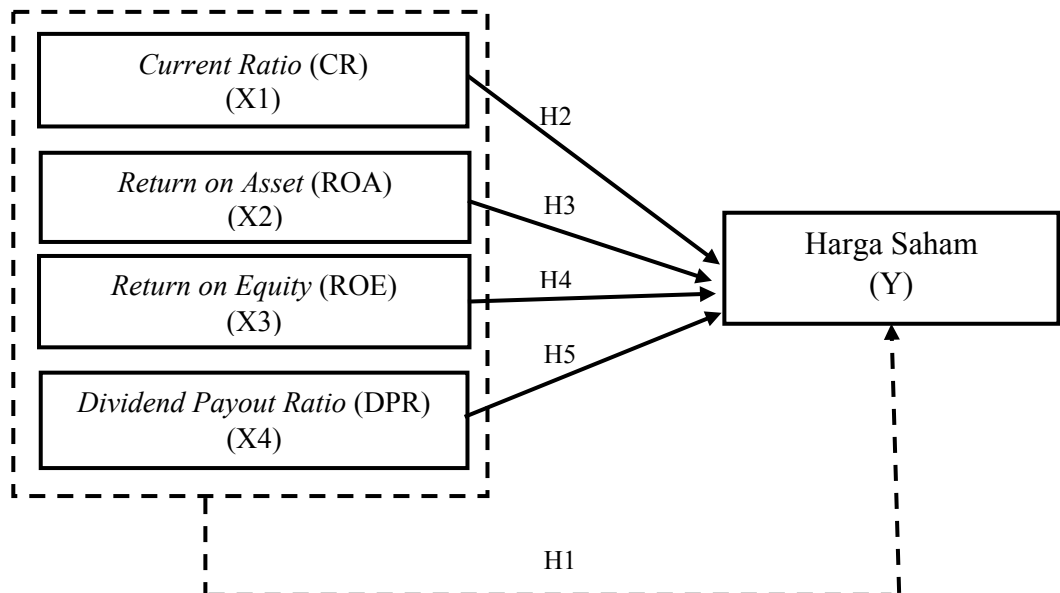 Current Ratio (CR)
(X1)
H2
Return on Asset (ROA)
(X2)
H3
Harga Saham
(Y)
Return on Equity (ROE)
(X3)
H4
H5
Dividend Payout Ratio (DPR)
(X4)
H1